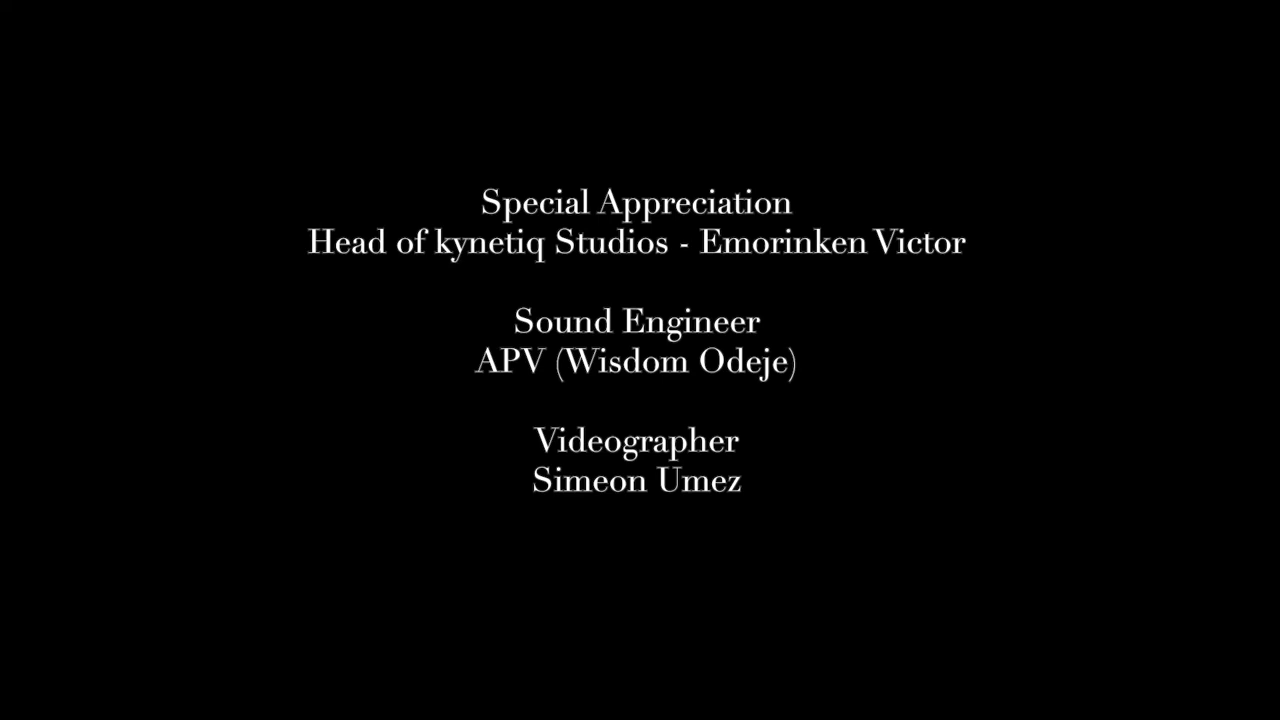 Special Appreciation
Head of kynetiq Studios - Emorinken Victor
Sound Engineer
APV (Wisdom Odeje)
Videographer
Simeon Umez